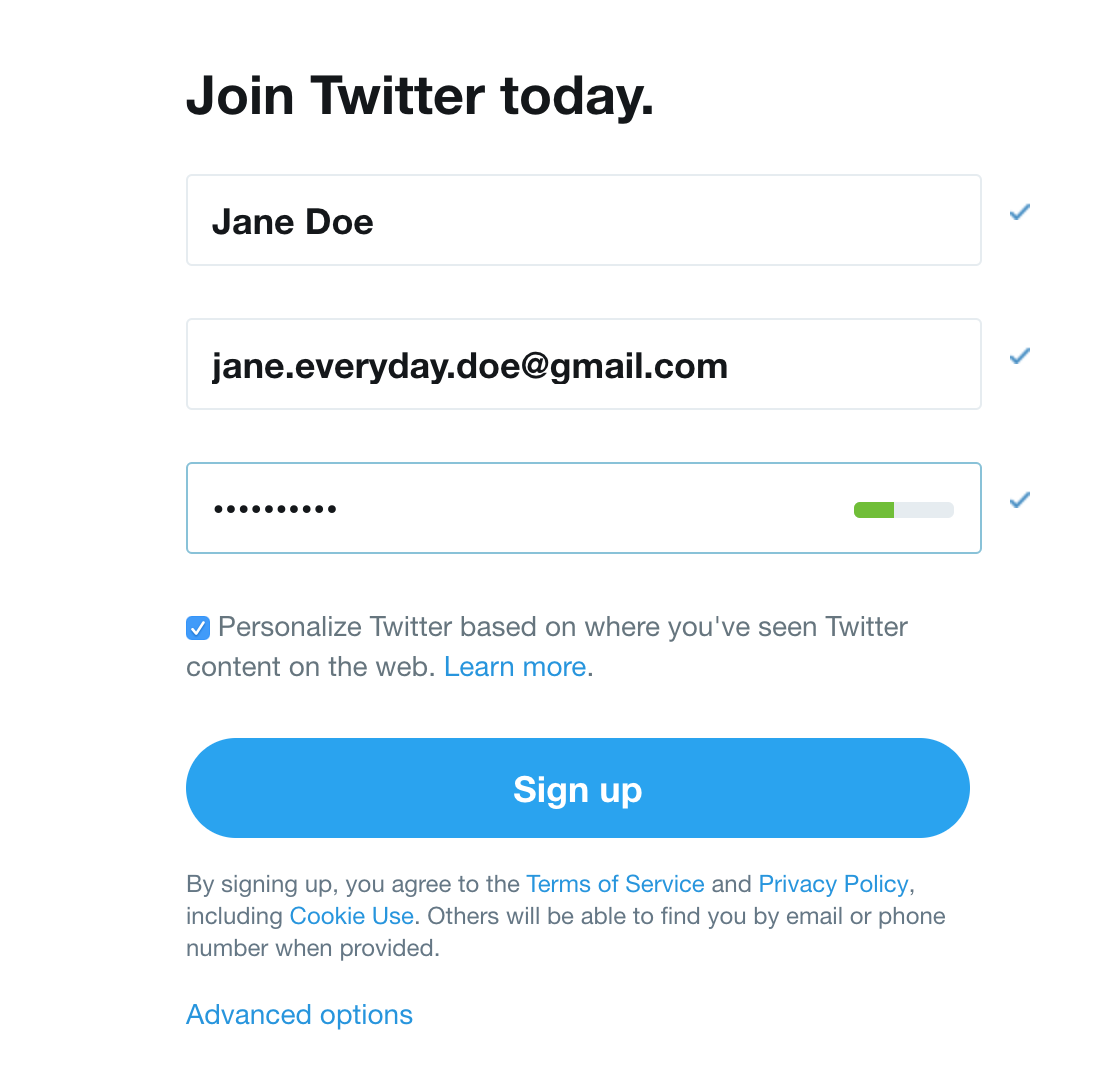 Join Twitter today.
Jane Doe
jane.everyday.doe@gmail.com
••••••••••
Personalize Twitter based on where you've seen Twitter
content on the web. Learn more.
Sign up
By signing up, you agree to the Terms of Service and Privacy Policy,
including Cookie Use. Others will be able to find you by email or phone
number when provided.
Advanced options